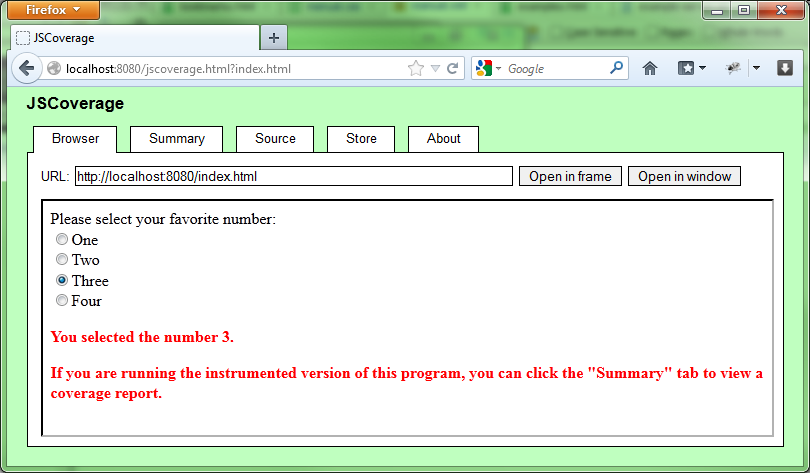 Firefox
JSCoverage
localhost:8080/jscoverage.html?index.html
Google
JSCoverage
Browser Summary Source Store About
URL: http://localhost:8080/index.html Open in frame Open in window
Please select your favorite number:
One
Two
Three
Four
You selected the number 3.
If you are running the instrumented version of this program, you can click the "Summary" tab to view a
coverage report.